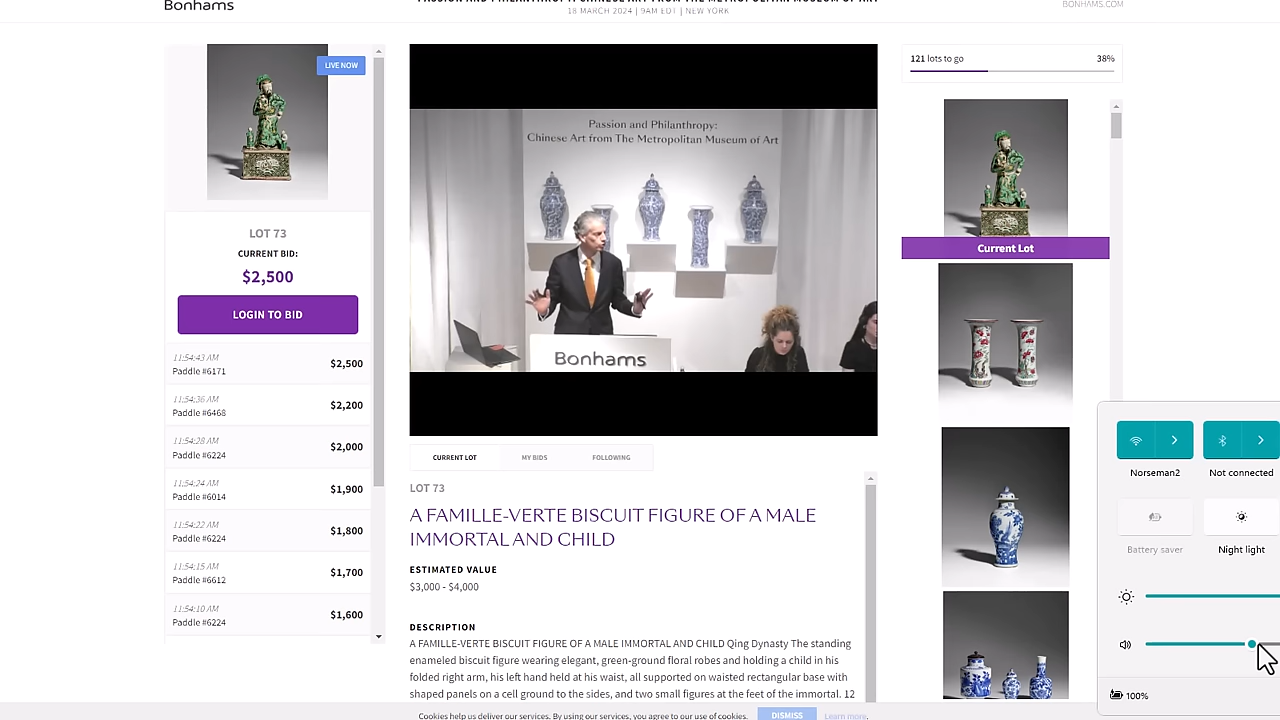 Bonhams
PASSION AND PHILANTHROPY: CHINESE ART FROM THE METROPOLITAN MUSEUM OF ART
18 MARCH 2024 | 9AM EDT | NEW YORK
BONHAMS.COM
LIVE NOW
LOT 73
CURRENT BID:
$2,500
LOGIN TO BID
11:54:43 AM
Paddle #6171
$2,500
11:54:36 AM
Paddle #6468
$2,200
11:54:28 AM
Paddle #6224
$2,000
11:54:24 AM
Paddle #6014
$1,900
11:54:22 AM
Paddle #6224
$1,800
11:54:15 AM
Paddle #6612
$1,700
11:54:10 AM
Paddle #6224
$1,600
Passion and Philanthropy:
Chinese Art from The Metropolitan Museum of Art
Bonhams
CURRENT LOT
MY BIDS
FOLLOWING
LOT 73
A FAMILLE-VERTE BISCUIT FIGURE OF A MALE
IMMORTAL AND CHILD
ESTIMATED VALUE
$3,000 - $4,000
DESCRIPTION
A FAMILLE-VERTE BISCUIT FIGURE OF A MALE IMMORTAL AND CHILD Qing Dynasty The standing
enameled biscuit figure wearing elegant, green-ground floral robes and holding a child in his
folded right arm, his left hand held at his waist, all supported on waisted rectangular base with
shaped panels on a cell ground to the sides, and two small figures at the feet of the immortal. 12
121 lots to go
38%
Current Lot
Norseman2
Not connected
Battery saver
Night light
100%
Cookies help us deliver our services. By using our services, you agree to our use of cookies.
DISMISS
Learn more.